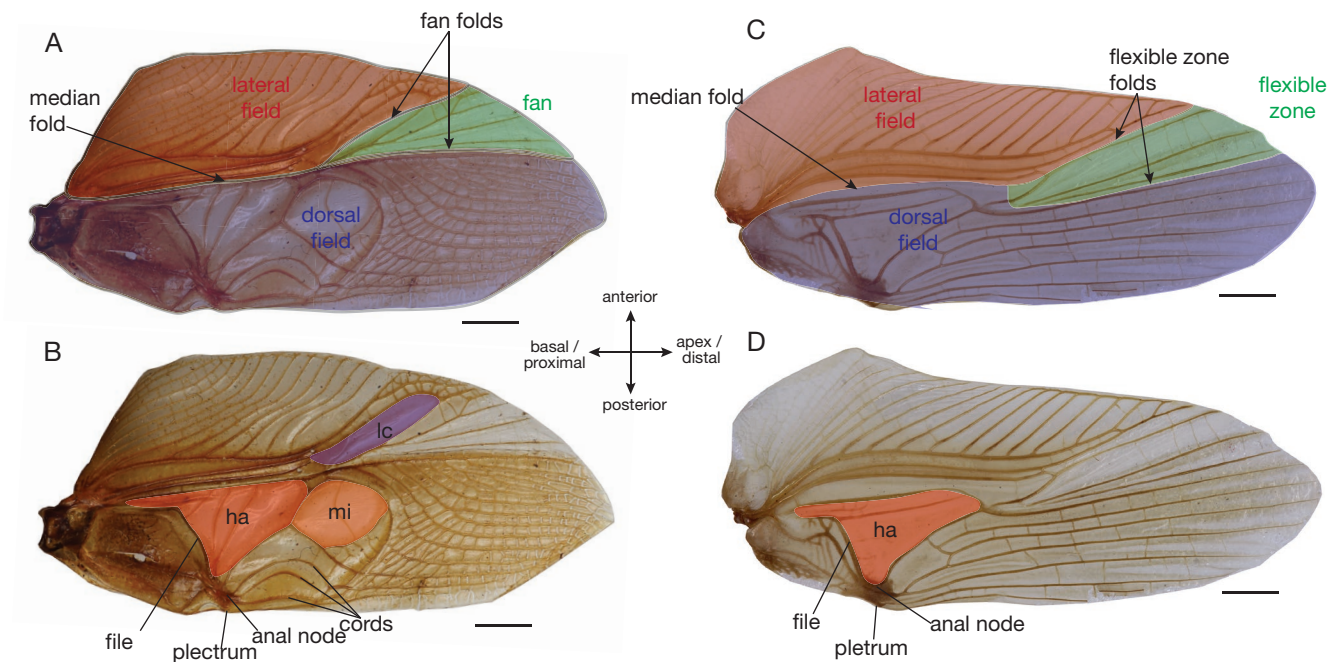 A
fan folds
lateral
field
median
fold
fan
dorsal
field
C
flexible zone
folds
flexible
zone
median fold
lateral
field
dorsal
field
anterior
basal /
proximal
apex /
distal
posterior
B
lc
ha
mi
file
plectrum
anal node
cords
D
ha
file
pletrum
anal node